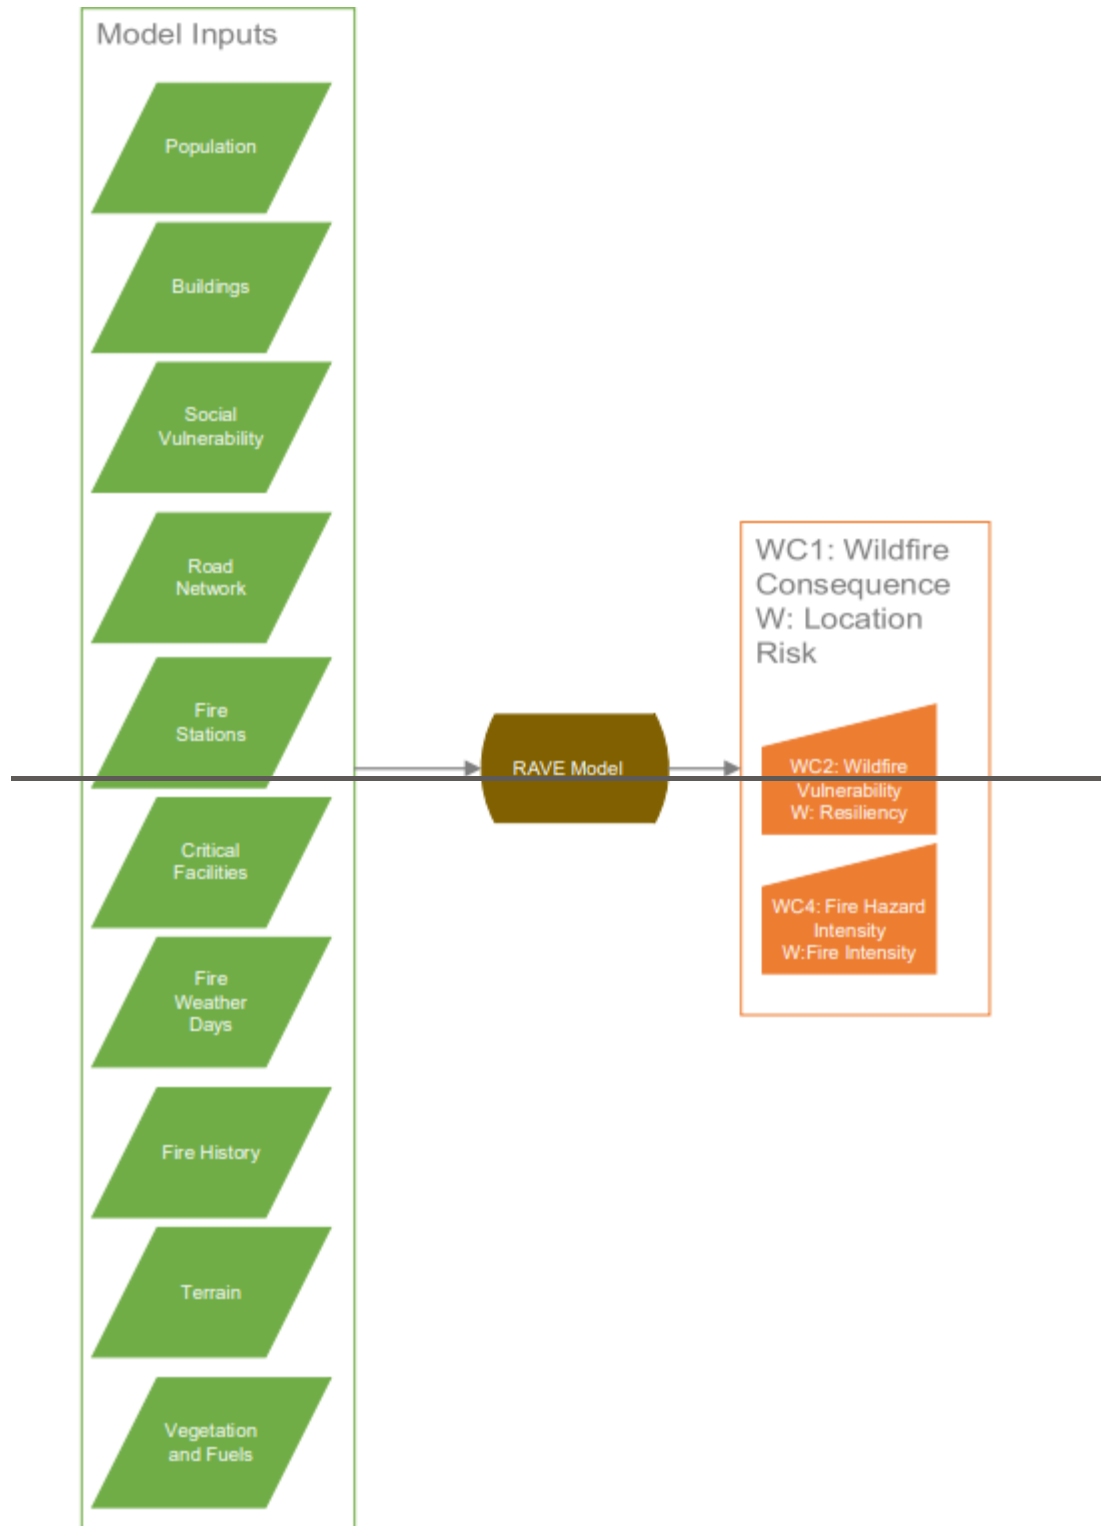 Model Inputs
Population
Buildings
Social
Vulnerability
Road
Network
Fire
Stations
Critical
Facilities
Fire
Weather
Days
Fire History
Terrain
Vegetation
and Fuels
RAVE Model
WC1: Wildfire
Consequence
W: Location
Risk
WC2: Wildfire
Vulnerability
W: Resiliency
WC4: Fire Hazard
Intensity
W:Fire Intensity